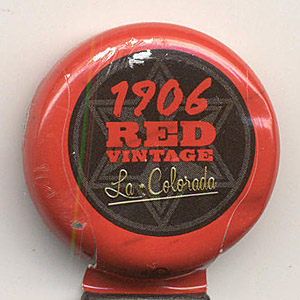 1906
RED
VINTAGE
La Colorada